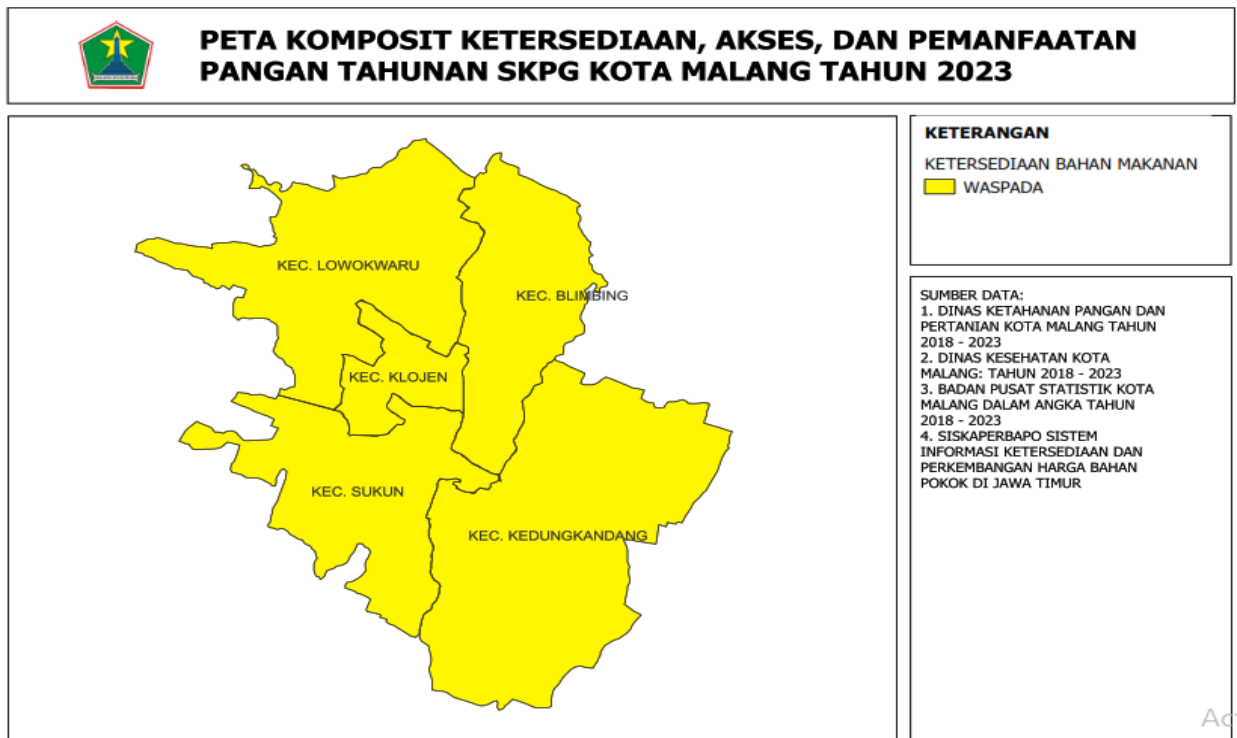 PETA KOMPOSIT KETERSEDIAAN, AKSES, DAN PEMANFAATAN
PANGAN TAHUNAN SKPG KOTA MALANG TAHUN 2023
KEC. LOWOKWARU
KEC. BLIMBING
KEC. KLOJEN
KEC. SUKUN
KEC. KEDUNGKANDANG
KETERANGAN
KETERSEDIAAN BAHAN MAKANAN
WASPADA
SUMBER DATA:
1. DINAS KETAHANAN PANGAN DAN
PERTANIAN KOTA MALANG TAHUN
2018 - 2023
2. DINAS KESEHATAN KOTA
MALANG: TAHUN 2018 - 2023
3. BADAN PUSAT STATISTIK KOTA
MALANG DALAM ANGKA TAHUN
2018 - 2023
4. SISKAPERBAPO SISTEM
INFORMASI KETERSEDIAAN DAN
PERKEMBANGAN HARGA BAHAN
POKOK DI JAWA TIMUR